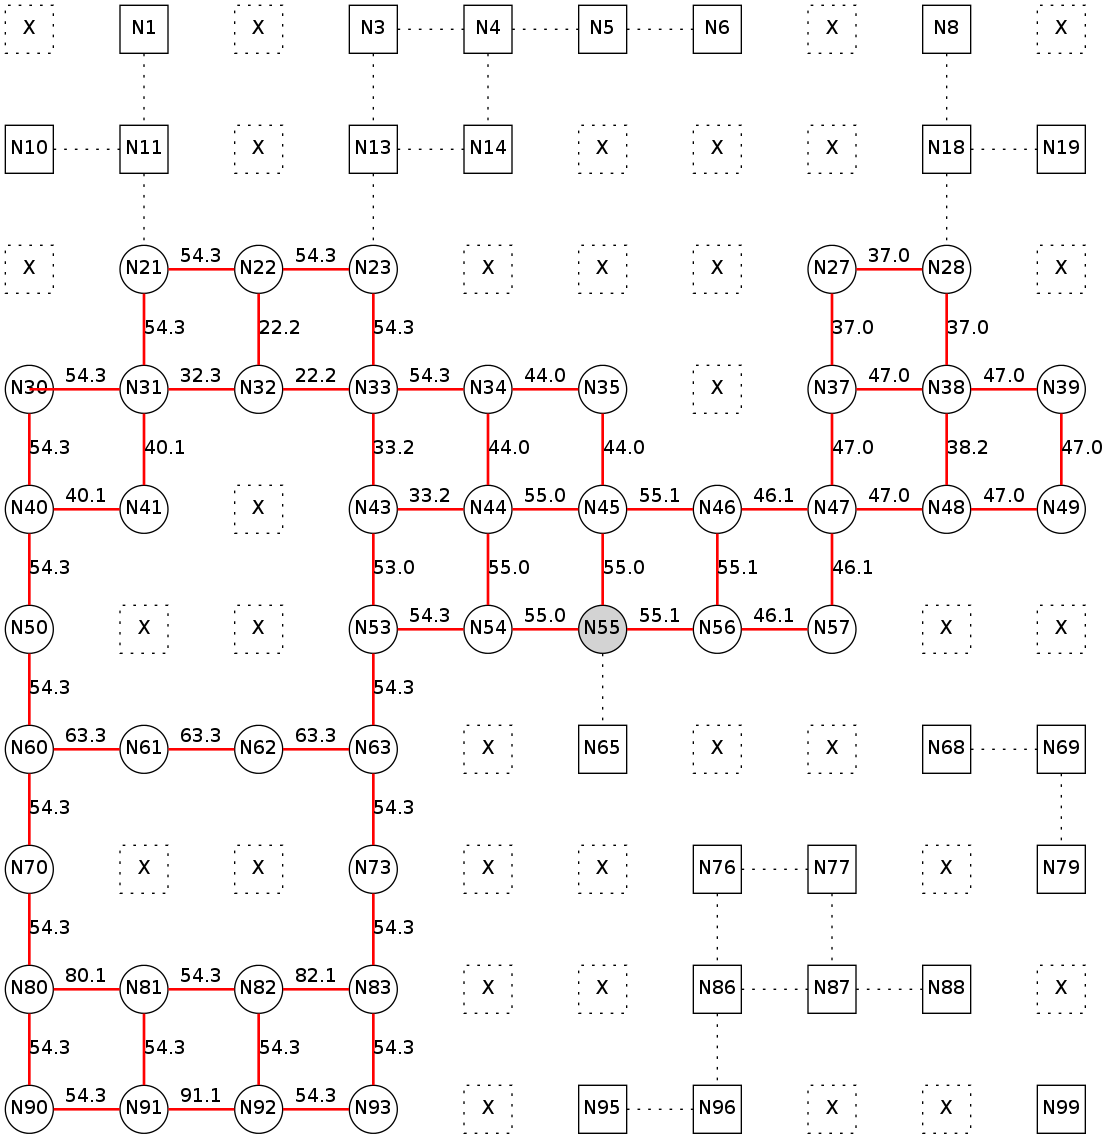 X N1 X N3 N4 N5 N6 X N8 X
N10 N11 X N13 N14 X X X N18 N19
54.3 54.3 37.0
X N21 N22 N23 X X X N27 N28 X
54.3 22.2 54.3 37.0 37.0
54.3 32.3 22.2 54.3 44.0 47.0 47.0
N30 N31 N32 N33 N34 N35 X N37 N38 N39
54.3 40.1 33.2 44.0 44.0 47.0 38.2 47.0
40.1 33.2 55.0 55.1 46.1 47.0 47.0
N40 N41 X N43 N44 N45 N46 N47 N48 N49
54.3 53.0 55.0 55.0 55.1 46.1
54.3 55.0 55.1 46.1
N50 X X N53 N54 N55 N56 N57 X X
54.3 54.3
63.3 63.3 63.3
N60 N61 N62 N63 X N65 X X N68 N69
54.3 54.3
N70 X X N73 X X N76 N77 X N79
54.3 54.3
80.1 54.3 82.1
N80 N81 N82 N83 X X N86 N87 N88 X
54.3 54.3 54.3 54.3
54.3 91.1 54.3
N90 N91 N92 N93 X N95 N96 X X N99